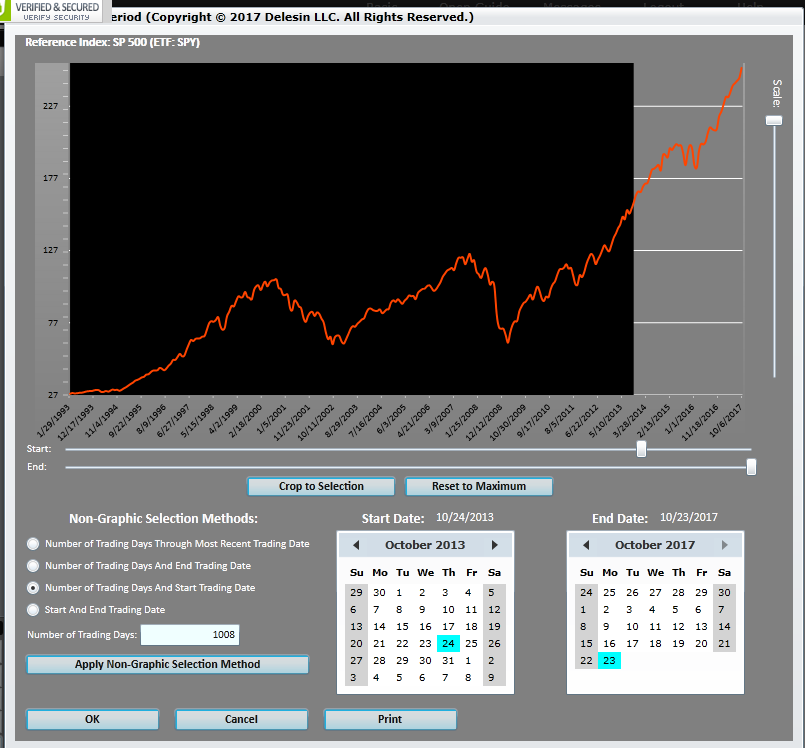 VERIFIED & SECURED
VERIFY SECURITY
eriod (Copyright © 2017 Delesin LLC. All Rights Reserved.)
Reference Index: SP 500 (ETF: SPY)
Scale:
227
177
127
77
27
1/29/1993
12/17/1993
11/4/1994
9/22/1995
8/9/1996
6/27/1997
5/15/1998
4/2/1999
2/18/2000
1/5/2001
11/23/2001
10/11/2002
8/29/2003
7/16/2004
6/3/2005
4/21/2006
3/9/2007
1/25/2008
12/12/2008
10/30/2009
9/17/2010
8/5/2011
6/22/2012
5/10/2013
3/28/2014
2/13/2015
1/1/2016
11/18/2016
10/6/2017
Start:
End:
Crop to Selection Reset to Maximum
Non-Graphic Selection Methods:
Number of Trading Days Through Most Recent Trading Date
Number of Trading Days And End Trading Date
Number of Trading Days And Start Trading Date
Start And End Trading Date
Number of Trading Days: 1008
Apply Non-Graphic Selection Method
Start Date: 10/24/2013
October 2013
Su Mo Tu We Th Fr Sa
29 30 1 2 3 4 5
6 7 8 9 10 11 12
13 14 15 16 17 18 19
20 21 22 23 24 25 26
27 28 29 30 31 1 2
3 4 5 6 7 8 9
End Date: 10/23/2017
October 2017
Su Mo Tu We Th Fr Sa
24 25 26 27 28 29 30
1 2 3 4 5 6 7
8 9 10 11 12 13 14
15 16 17 18 19 20 21
22 23
OK Cancel Print